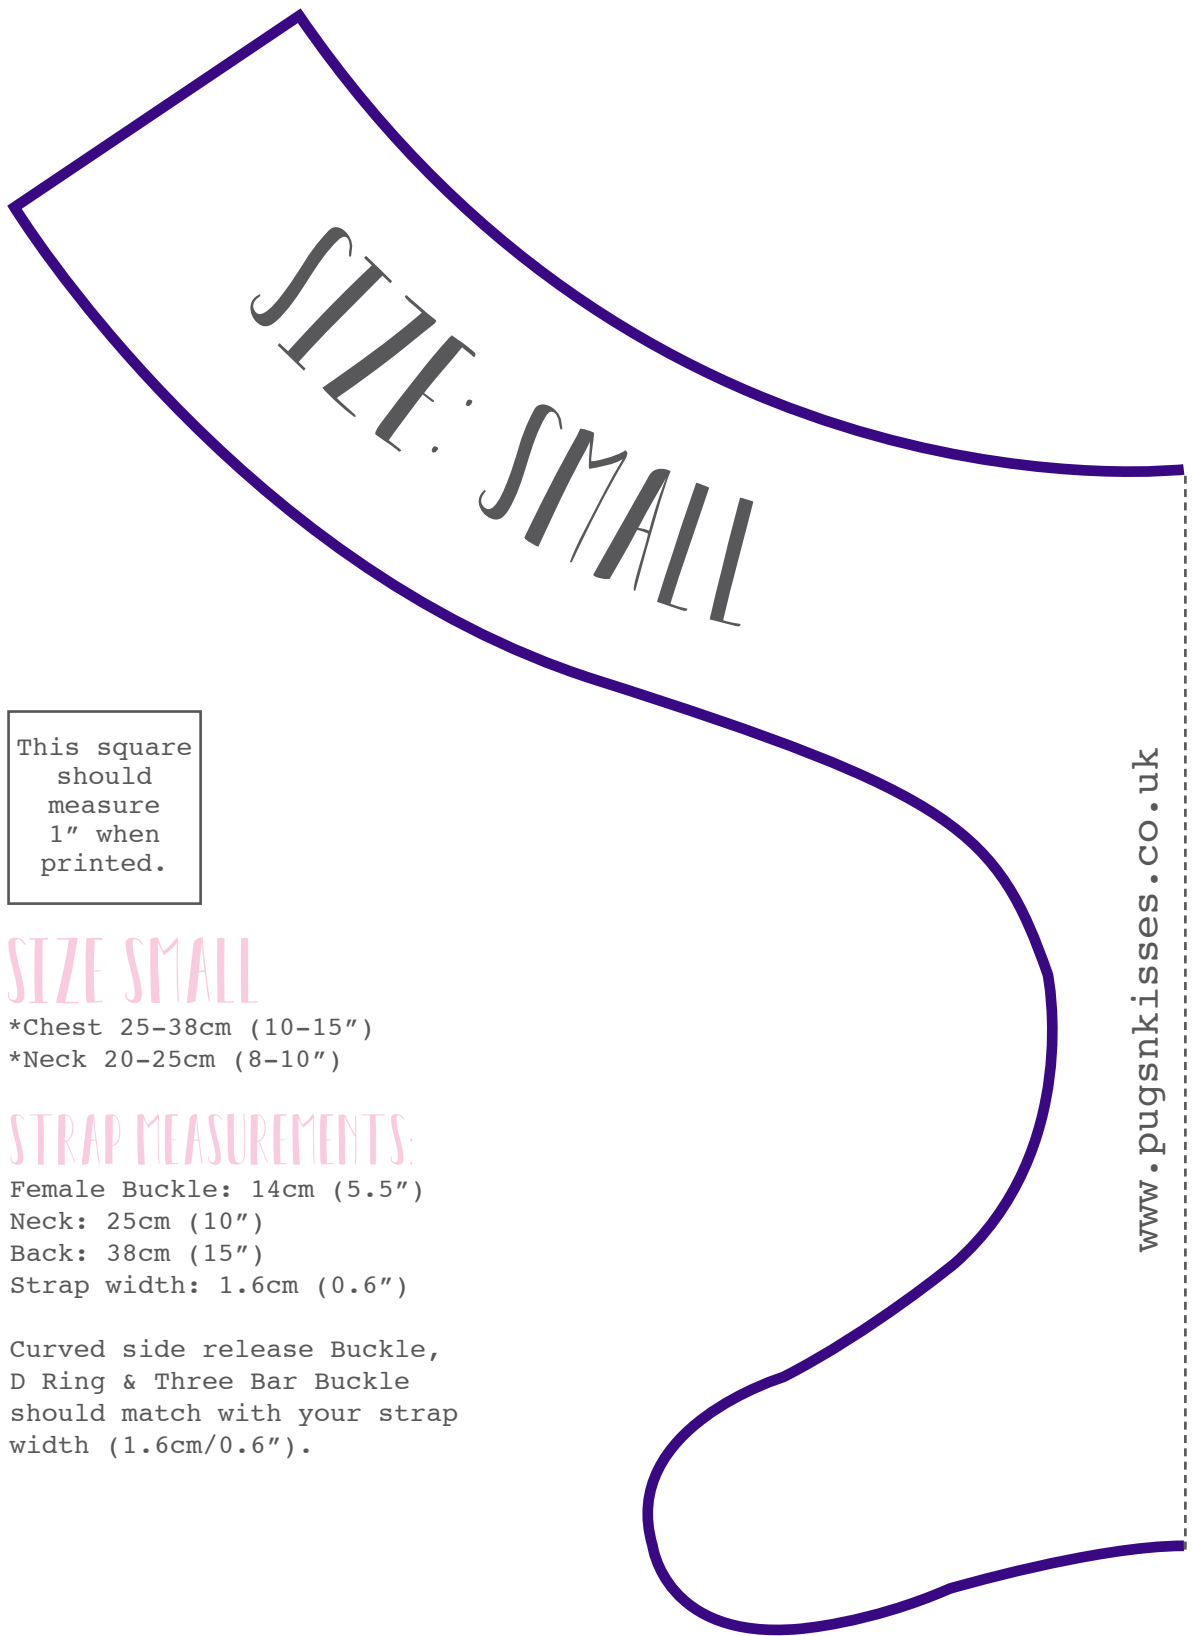 SIZE: SMALL
This square
should
measure
1” when
printed.
www.pugsnkisses.co.uk
SIZE SMALL
*Chest 25-38cm (10-15”)
*Neck 20-25cm (8-10”)
STRAP MEASUREMENTS:
Female Buckle: 14cm (5.5”)
Neck: 25cm (10”)
Back: 38cm (15”)
Strap width: 1.6cm (0.6”)
Curved side release Buckle,
D Ring & Three Bar Buckle
should match with your strap
width (1.6cm/0.6”).